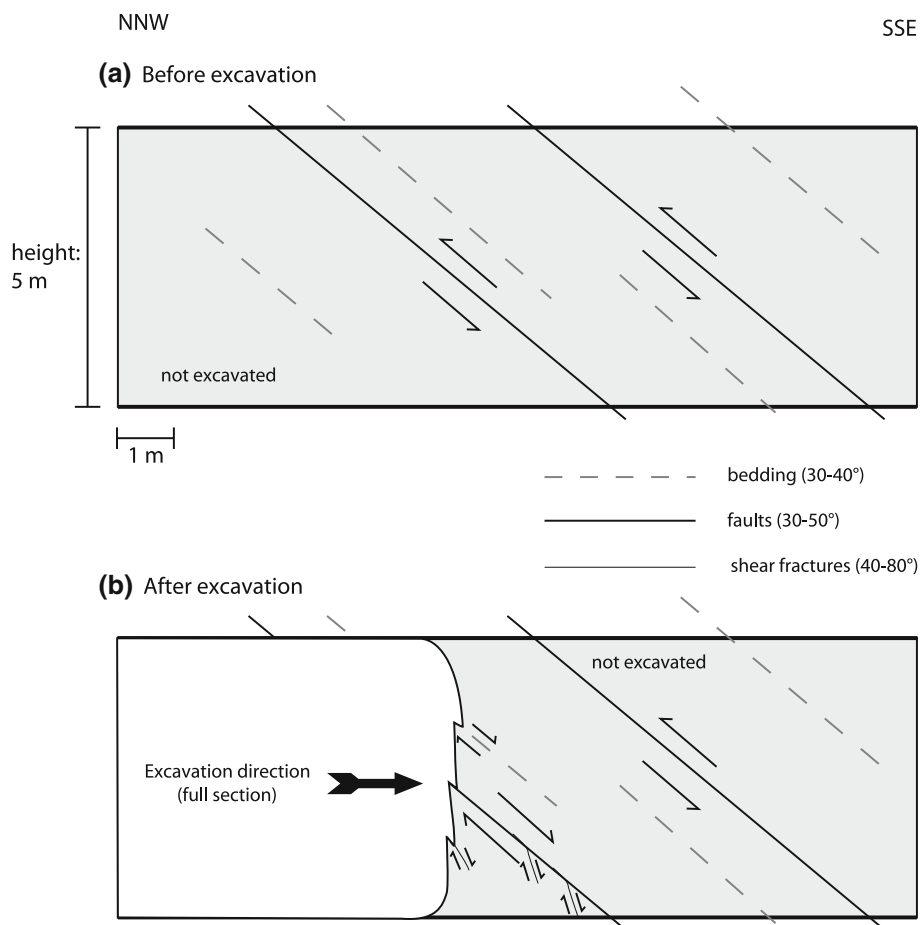 NNW
SSE
(a) Before excavation
height:
5 m
not excavated
1 m
bedding (30-40°)
faults (30-50°)
shear fractures (40-80°)
(b) After excavation
not excavated
Excavation direction
(full section)